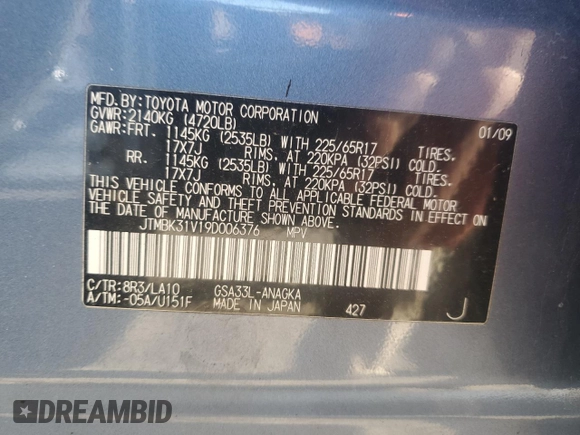 MFD.BY:TOYOTA MOTOR CORPORATION 01/09
GVWR:2140KG (4720LB)
GAWR:FRT. 1145KG (2535LB) WITH 225/65R17 TIRES.
17X7J RIMS, AT 220KPA (32PSI) COLD.
RR. 1145KG (2535LB) WITH 225/65R17 TIRES.
17X7J RIMS, AT 220KPA (32PSI) COLD.
THIS VEHICLE CONFORMS TO ALL APPLICABLE FEDERAL MOTOR
VEHICLE SAFETY AND THEFT PREVENTION STANDARDS IN EFFECT ON
THE DATE OF MANUFACTURE SHOWN ABOVE.
JTMBK31V19D006376 MPV
C/TR:8R3/LA10 GSA33L-ANAGKA
A/TM:-05A/U151F MADE IN JAPAN 427 J
DREAMBID